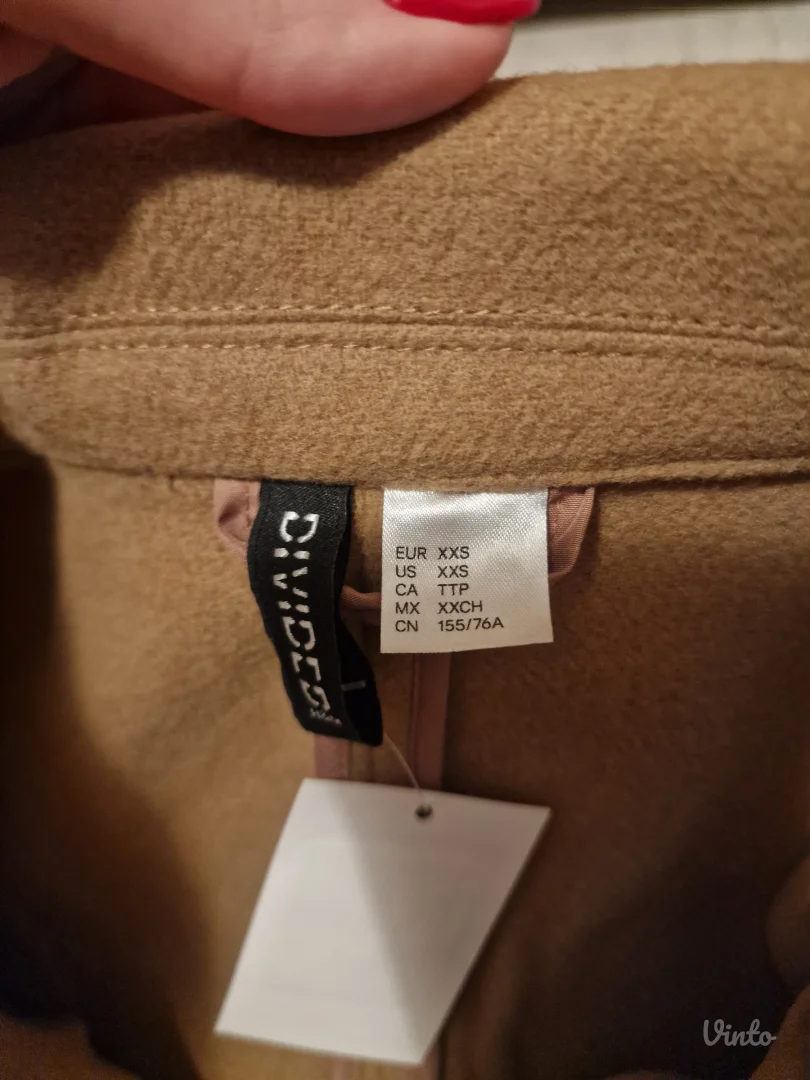 DIVIDED
H&M
EUR XXS
US XXS
CA TTP
MX XXCH
CN 155/76A
Vinto